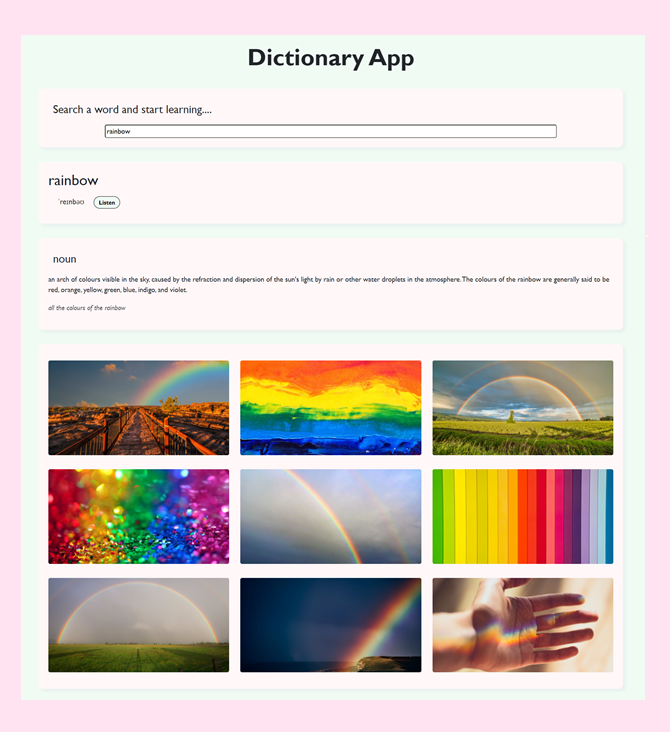 Dictionary App
Search a word and start learning....
rainbow
rainbow
ˈreɪnbəʊ Listen
noun
an arch of colours visible in the sky, caused by the refraction and dispersion of the sun's light by rain or other water droplets in the atmosphere. The colours of the rainbow are generally said to be
red, orange, yellow, green, blue, indigo, and violet.
all the colours of the rainbow